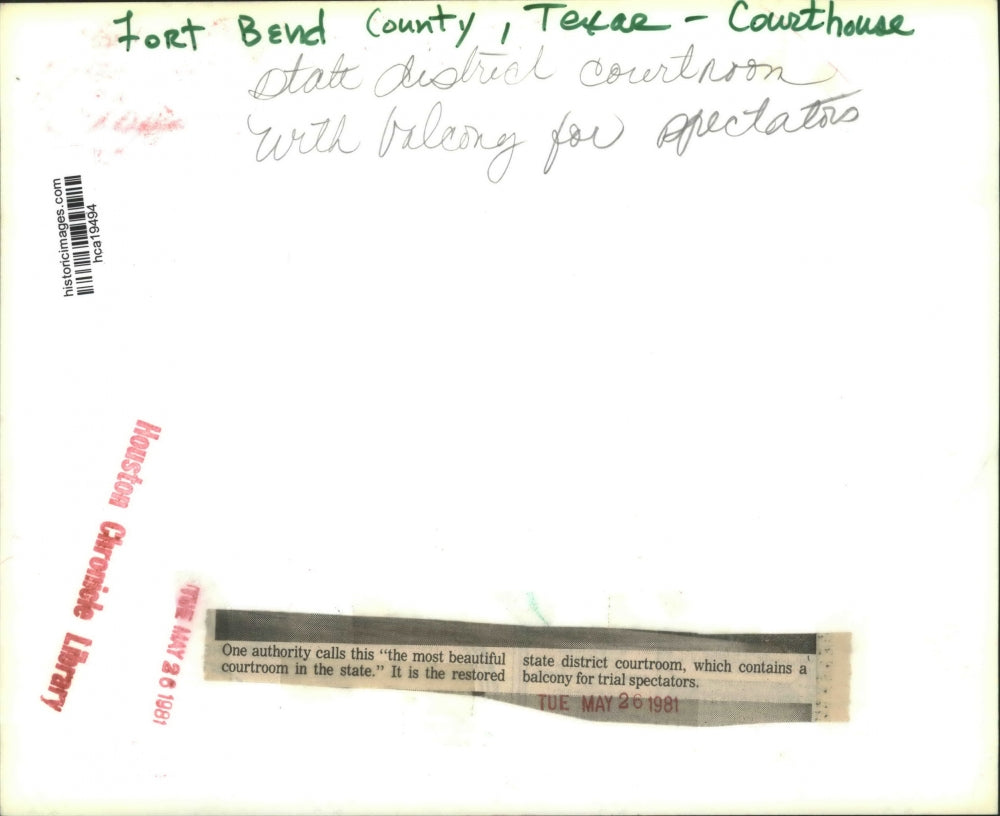 Fort Bend County, Texas - Courthouse
state district courtroom
with balcony for spectators
historicimages.com
hca19494
Houston Chronicle Library
TUE MAY 26 1981
One authority calls this “the most beautiful
courtroom in the state.” It is the restored
state district courtroom, which contains a
balcony for trial spectators.
TUE MAY 26 1981